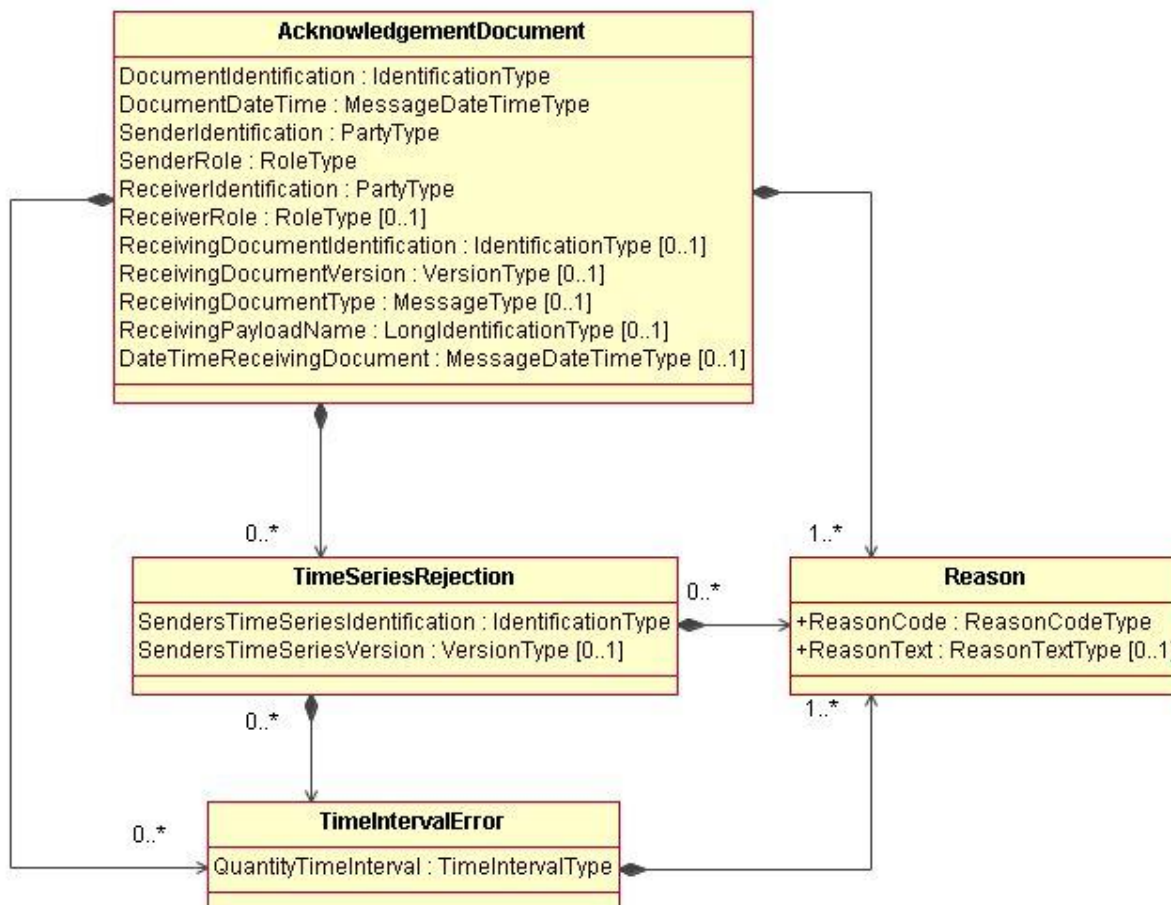 AcknowledgementDocument
DocumentIdentification : IdentificationType
DocumentDateTime : MessageDateTimeType
SenderIdentification : PartyType
SenderRole : RoleType
ReceiverIdentification : PartyType
ReceiverRole : RoleType [0..1]
ReceivingDocumentIdentification : IdentificationType [0..1]
ReceivingDocumentVersion : VersionType [0..1]
ReceivingDocumentType : MessageType [0..1]
ReceivingPayloadName : LongIdentificationType [0..1]
DateTimeReceivingDocument : MessageDateTimeType [0..1]
0..*
1..*
TimeSeriesRejection
SendersTimeSeriesIdentification : IdentificationType
SendersTimeSeriesVersion : VersionType [0..1]
0..*
Reason
+ReasonCode : ReasonCodeType
+ReasonText : ReasonTextType [0..1
0..*
1..*
0..*
TimeIntervalError
QuantityTimeInterval : TimeIntervalType